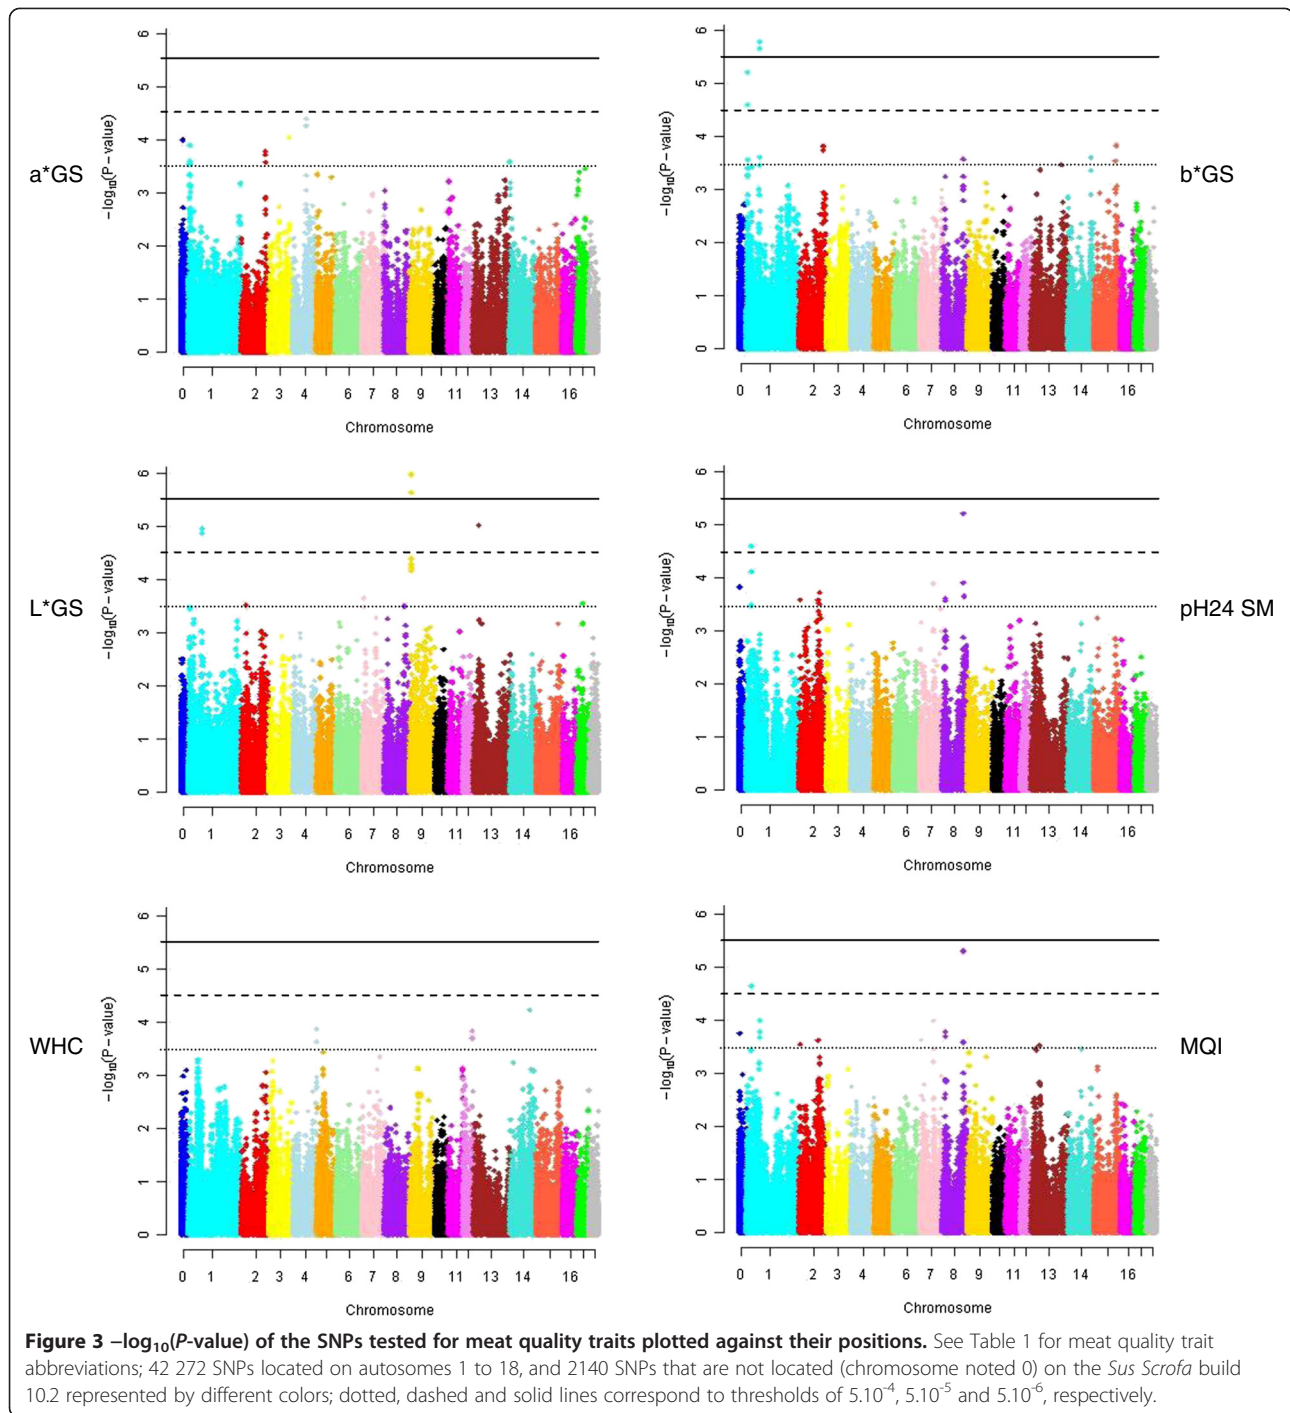 a*GS
−log10(P−value)
6
5
4
3
2
1
0
0 1 2 3 4 5 6 7 8 9 10 11 13 14 16
Chromosome
b*GS
−log10(P−value)
6
5
4
3
2
1
0
0 1 2 3 4 5 6 7 8 9 10 11 13 14 16
Chromosome
L*GS
−log10(P−value)
6
5
4
3
2
1
0
0 1 2 3 4 5 6 7 8 9 11 13 14 16
Chromosome
pH24 SM
−log10(P−value)
6
5
4
3
2
1
0
0 1 2 3 4 5 6 7 8 9 11 13 14 16
Chromosome
WHC
−log10(P−value)
6
5
4
3
2
1
0
0 1 2 3 4 5 6 7 8 9 11 13 14 16
Chromosome
MQI
−log10(P−value)
6
5
4
3
2
1
0
0 1 2 3 4 5 6 7 8 9 11 13 14 16
Chromosome
Figure 3 −log10(P-value) of the SNPs tested for meat quality traits plotted against their positions. See Table 1 for meat quality trait
abbreviations; 42 272 SNPs located on autosomes 1 to 18, and 2140 SNPs that are not located (chromosome noted 0) on the Sus Scrofa build
10.2 represented by different colors; dotted, dashed and solid lines correspond to thresholds of 5.10-4, 5.10-5 and 5.10-6, respectively.